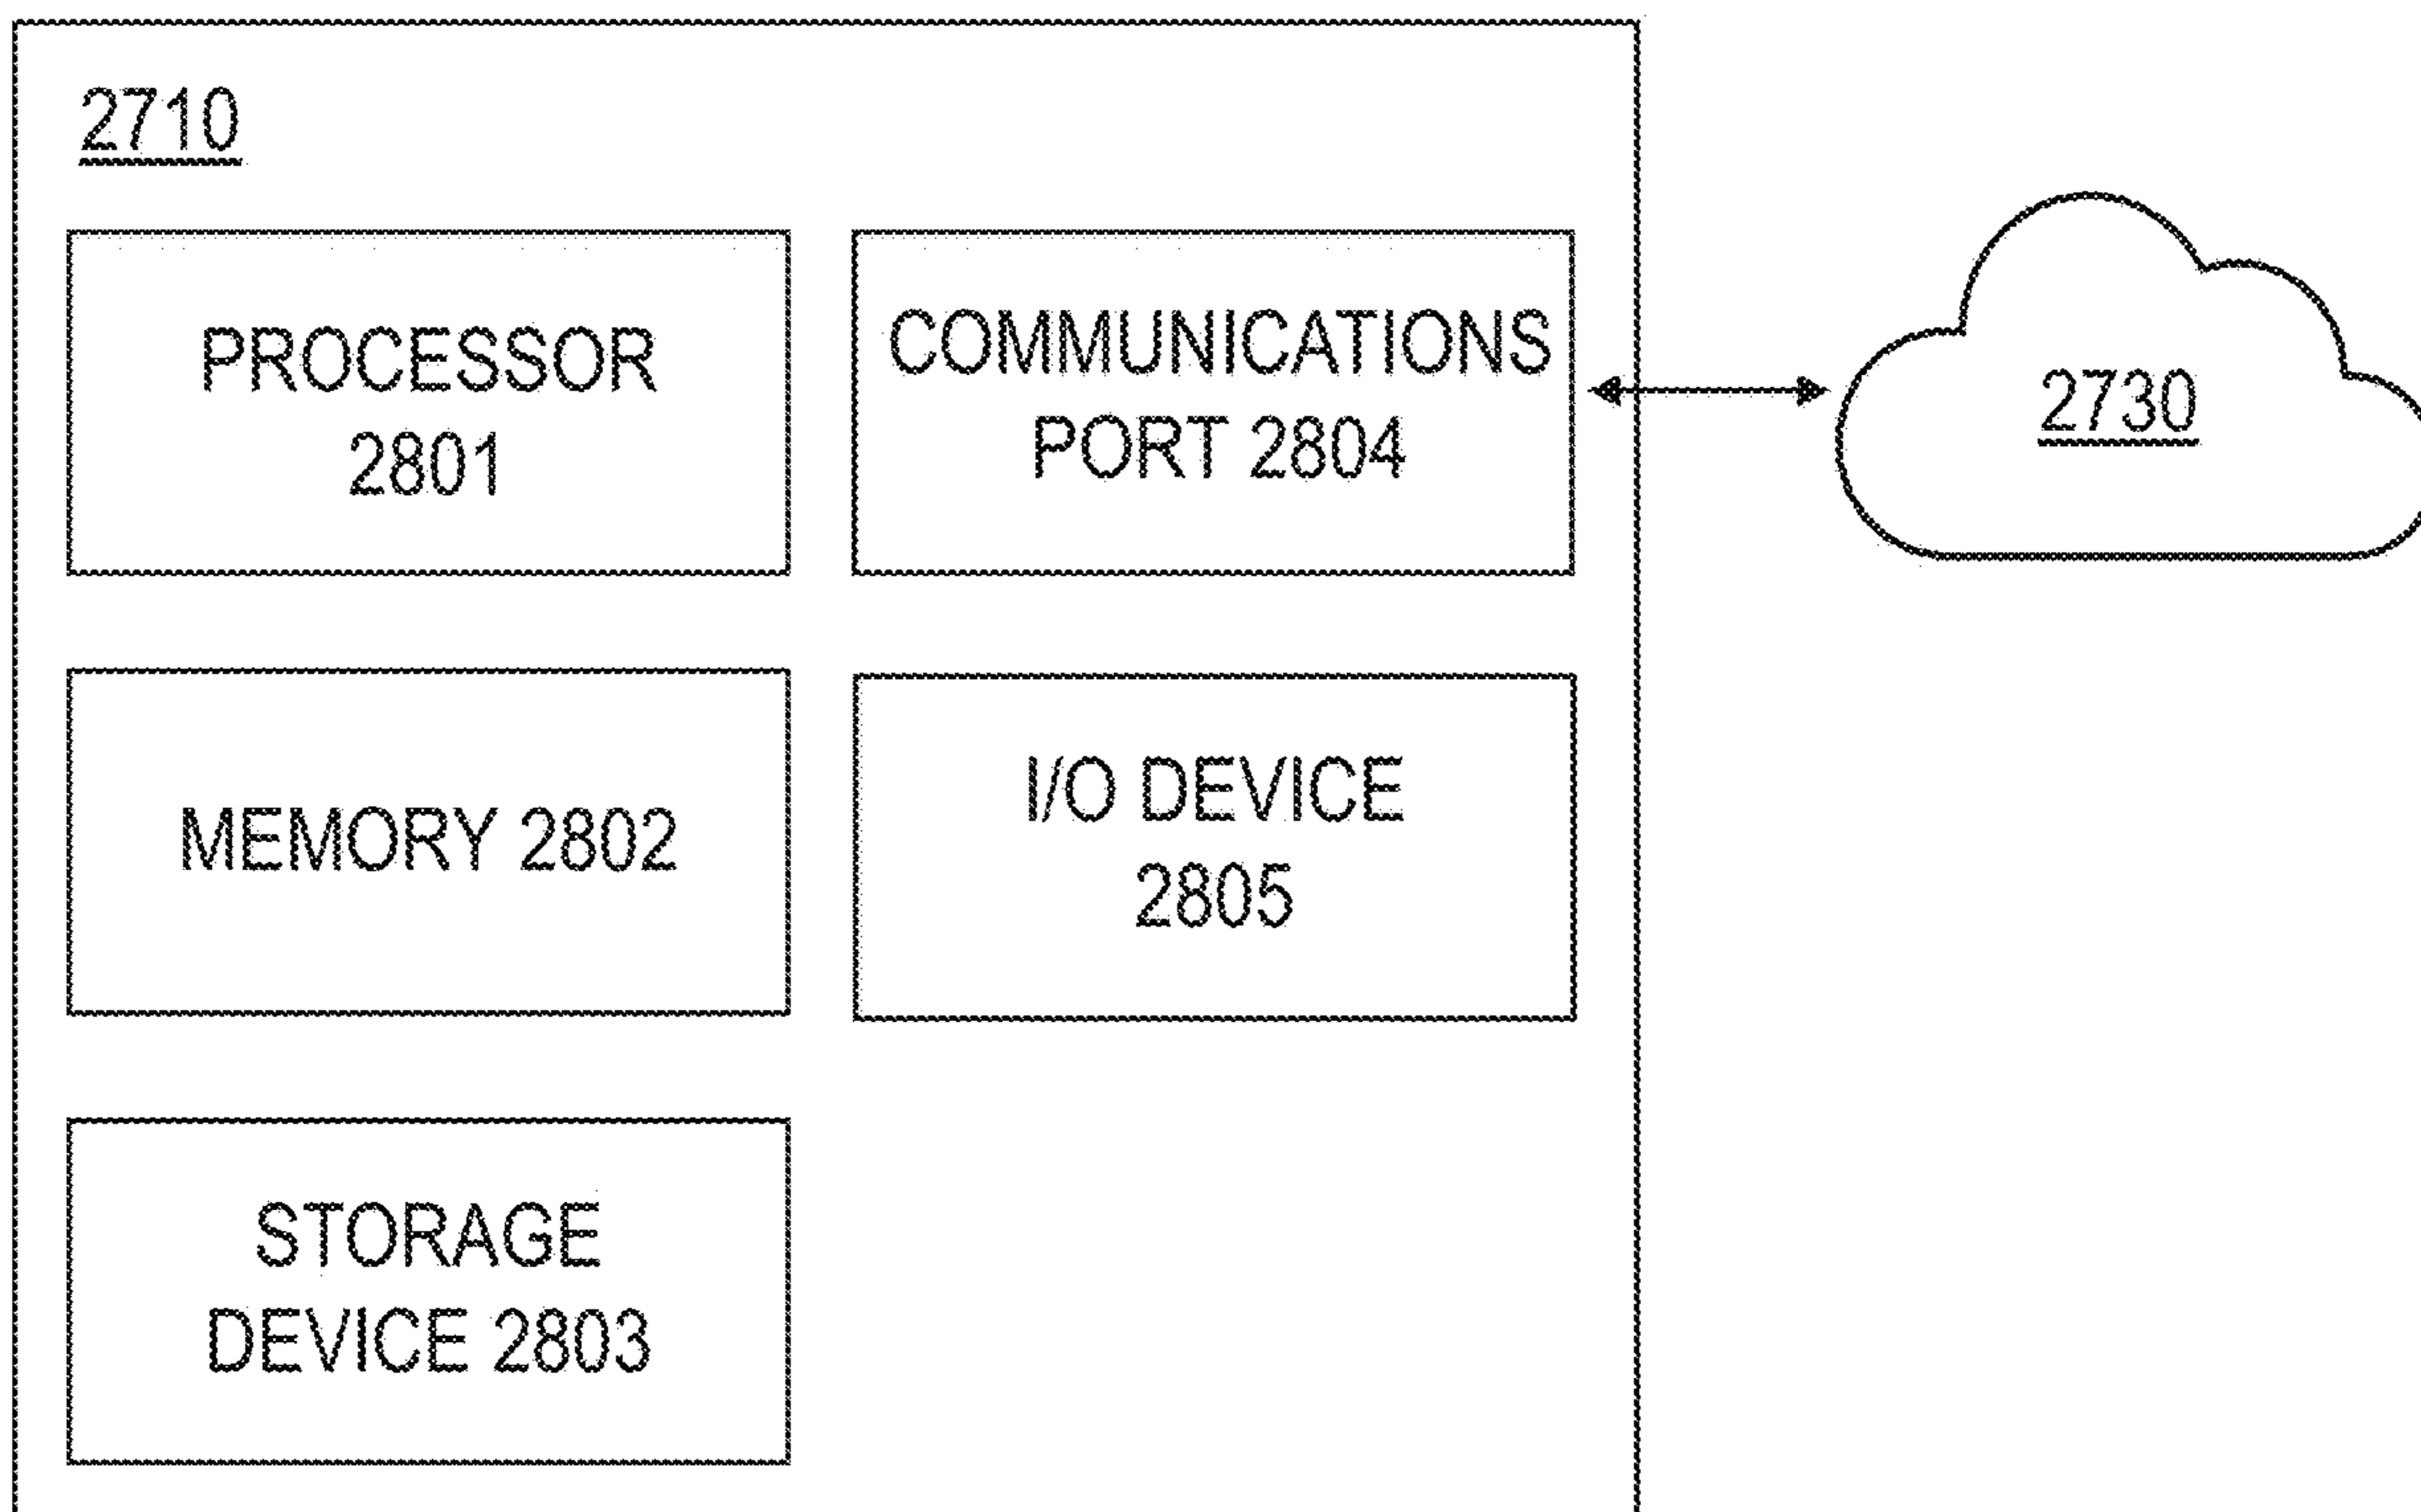 2710
PROCESSOR
2801
COMMUNICATIONS
PORT 2804
2730
MEMORY 2802
I/O DEVICE
2805
STORAGE
DEVICE 2803